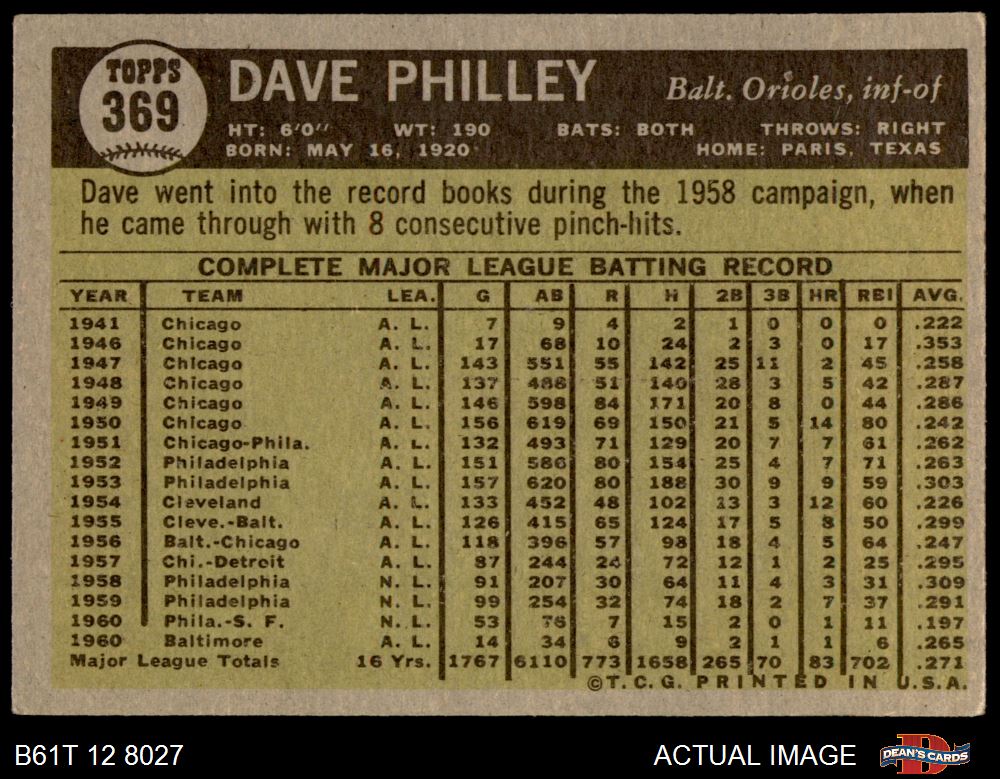 TOPPS
369
DAVE PHILLEY
Balt. Orioles, inf-of
HT: 6'0" WT: 190 BATS: BOTH THROWS: RIGHT
BORN: MAY 16, 1920 HOME: PARIS, TEXAS
Dave went into the record books during the 1958 campaign, when
he came through with 8 consecutive pinch-hits.
COMPLETE MAJOR LEAGUE BATTING RECORD
YEAR TEAM LEA. G AB R H 2B 3B HR RBI AVG.
1941 Chicago A. L. 7 9 4 2 1 0 0 0 .222
1946 Chicago A. L. 17 68 10 24 2 3 0 17 .353
1947 Chicago A. L. 143 551 55 142 25 11 2 45 .258
1948 Chicago A. L. 137 488 51 140 28 3 5 42 .287
1949 Chicago A. L. 146 598 84 171 20 8 0 44 .286
1950 Chicago A. L. 156 619 69 150 21 5 14 80 .242
1951 Chicago-Phila. A. L. 132 493 71 129 20 7 7 61 .262
1952 Philadelphia A. L. 151 586 80 154 25 4 7 71 .263
1953 Philadelphia A. L. 157 620 80 188 30 9 9 59 .303
1954 Cleveland A. L. 133 452 48 102 13 3 12 60 .226
1955 Cleve.-Balt. A. L. 126 415 65 124 17 5 8 50 .299
1956 Balt.-Chicago A. L. 118 396 57 98 18 4 5 64 .247
1957 Chi.-Detroit A. L. 87 244 24 72 12 1 2 25 .295
1958 Philadelphia N. L. 91 207 30 64 11 4 3 31 .309
1959 Philadelphia N. L. 99 254 32 74 18 2 7 37 .291
1960 Phila.-S. F. N. L. 53 76 7 15 2 0 1 11 .197
1960 Baltimore A. L. 14 34 6 9 2 1 1 6 .265
Major League Totals 16 Yrs. 1767 6110 773 1658 265 70 83 702 .271
©T.C.G. PRINTED IN U.S.A.
B61T 12 8027 ACTUAL IMAGE DEAN'S CARDS